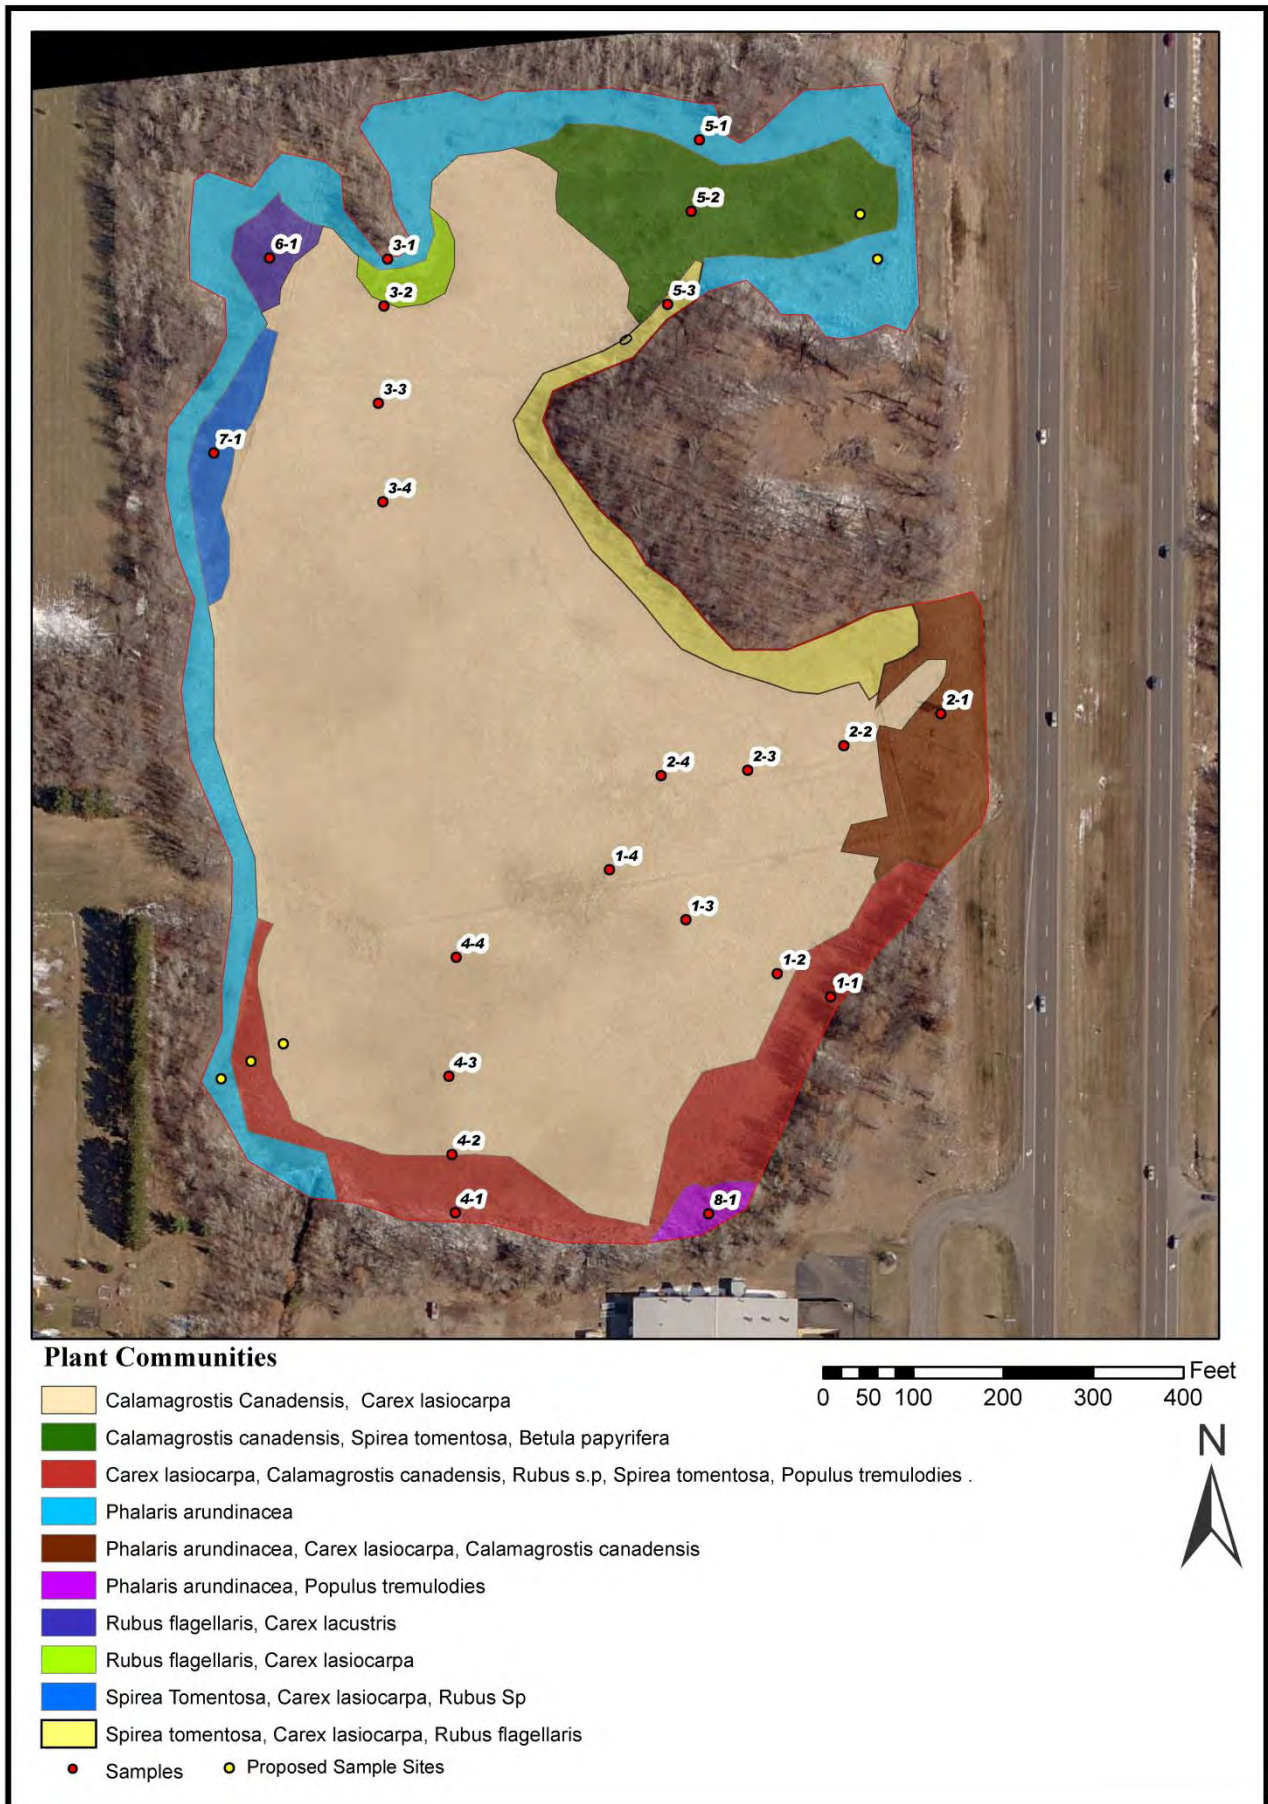 5-1
5-2
6-1
3-1
3-2
5-3
3-3
7-1
3-4
2-1
2-2
2-4
2-3
1-4
1-3
4-4
1-2
1-1
4-3
4-2
4-1
8-1
Plant Communities
Calamagrostis Canadensis, Carex lasiocarpa
Calamagrostis canadensis, Spirea tomentosa, Betula papyrifera
Carex lasiocarpa, Calamagrostis canadensis, Rubus s.p, Spirea tomentosa, Populus tremulodies .
Phalaris arundinacea
Phalaris arundinacea, Carex lasiocarpa, Calamagrostis canadensis
Phalaris arundinacea, Populus tremulodies
Rubus flagellaris, Carex lacustris
Rubus flagellaris, Carex lasiocarpa
Spirea Tomentosa, Carex lasiocarpa, Rubus Sp
Spirea tomentosa, Carex lasiocarpa, Rubus flagellaris
Samples Proposed Sample Sites
Feet
0 50 100 200 300 400
N